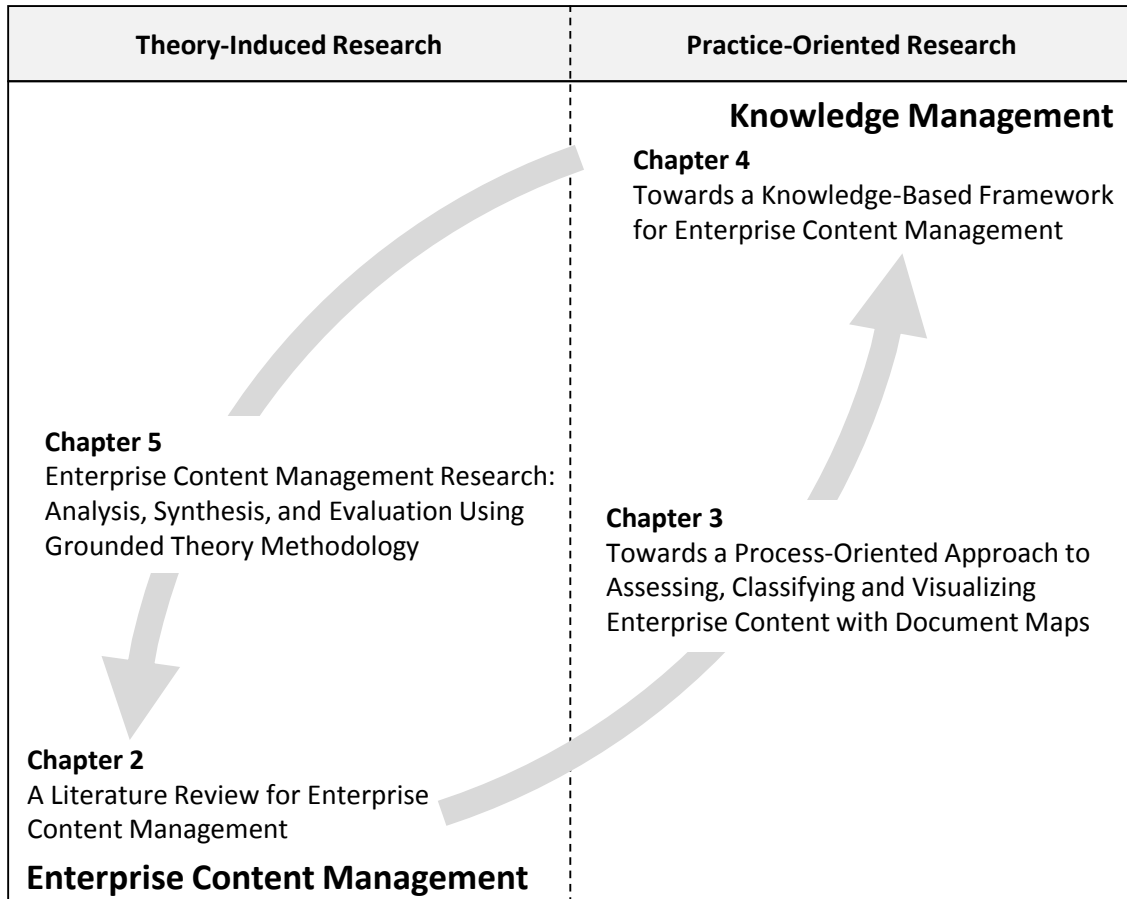 Theory-Induced Research
Practice-Oriented Research
Knowledge Management
Chapter 4
Towards a Knowledge-Based Framework
for Enterprise Content Management
Chapter 5
Enterprise Content Management Research:
Analysis, Synthesis, and Evaluation Using
Grounded Theory Methodology
Chapter 3
Towards a Process-Oriented Approach to
Assessing, Classifying and Visualizing
Enterprise Content with Document Maps
Chapter 2
A Literature Review for Enterprise
Content Management
Enterprise Content Management